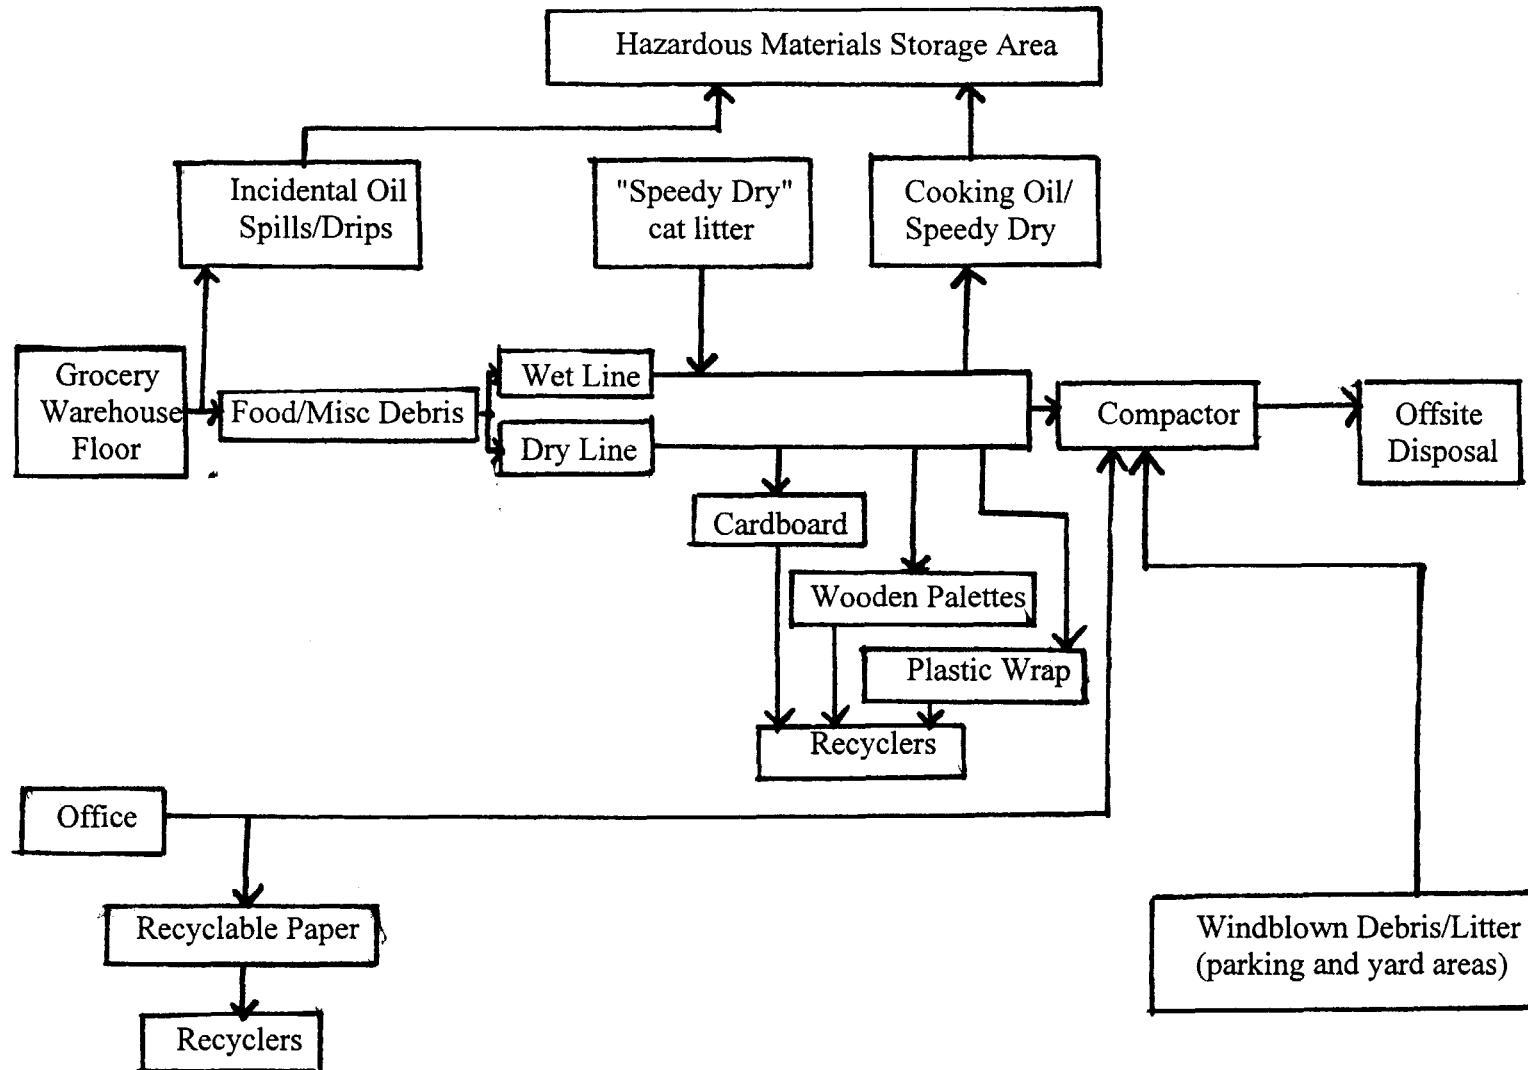 Hazardous Materials Storage Area
Incidental Oil
Spills/Drips
"Speedy Dry"
cat litter
Cooking Oil/
Speedy Dry
Grocery
Warehouse
Floor
Food/Misc Debris
Wet Line
Dry Line
Compactor
Offsite
Disposal
Cardboard
Wooden Palettes
Plastic Wrap
Recyclers
Office
Recyclable Paper
Recyclers
Windblown Debris/Litter
(parking and yard areas)